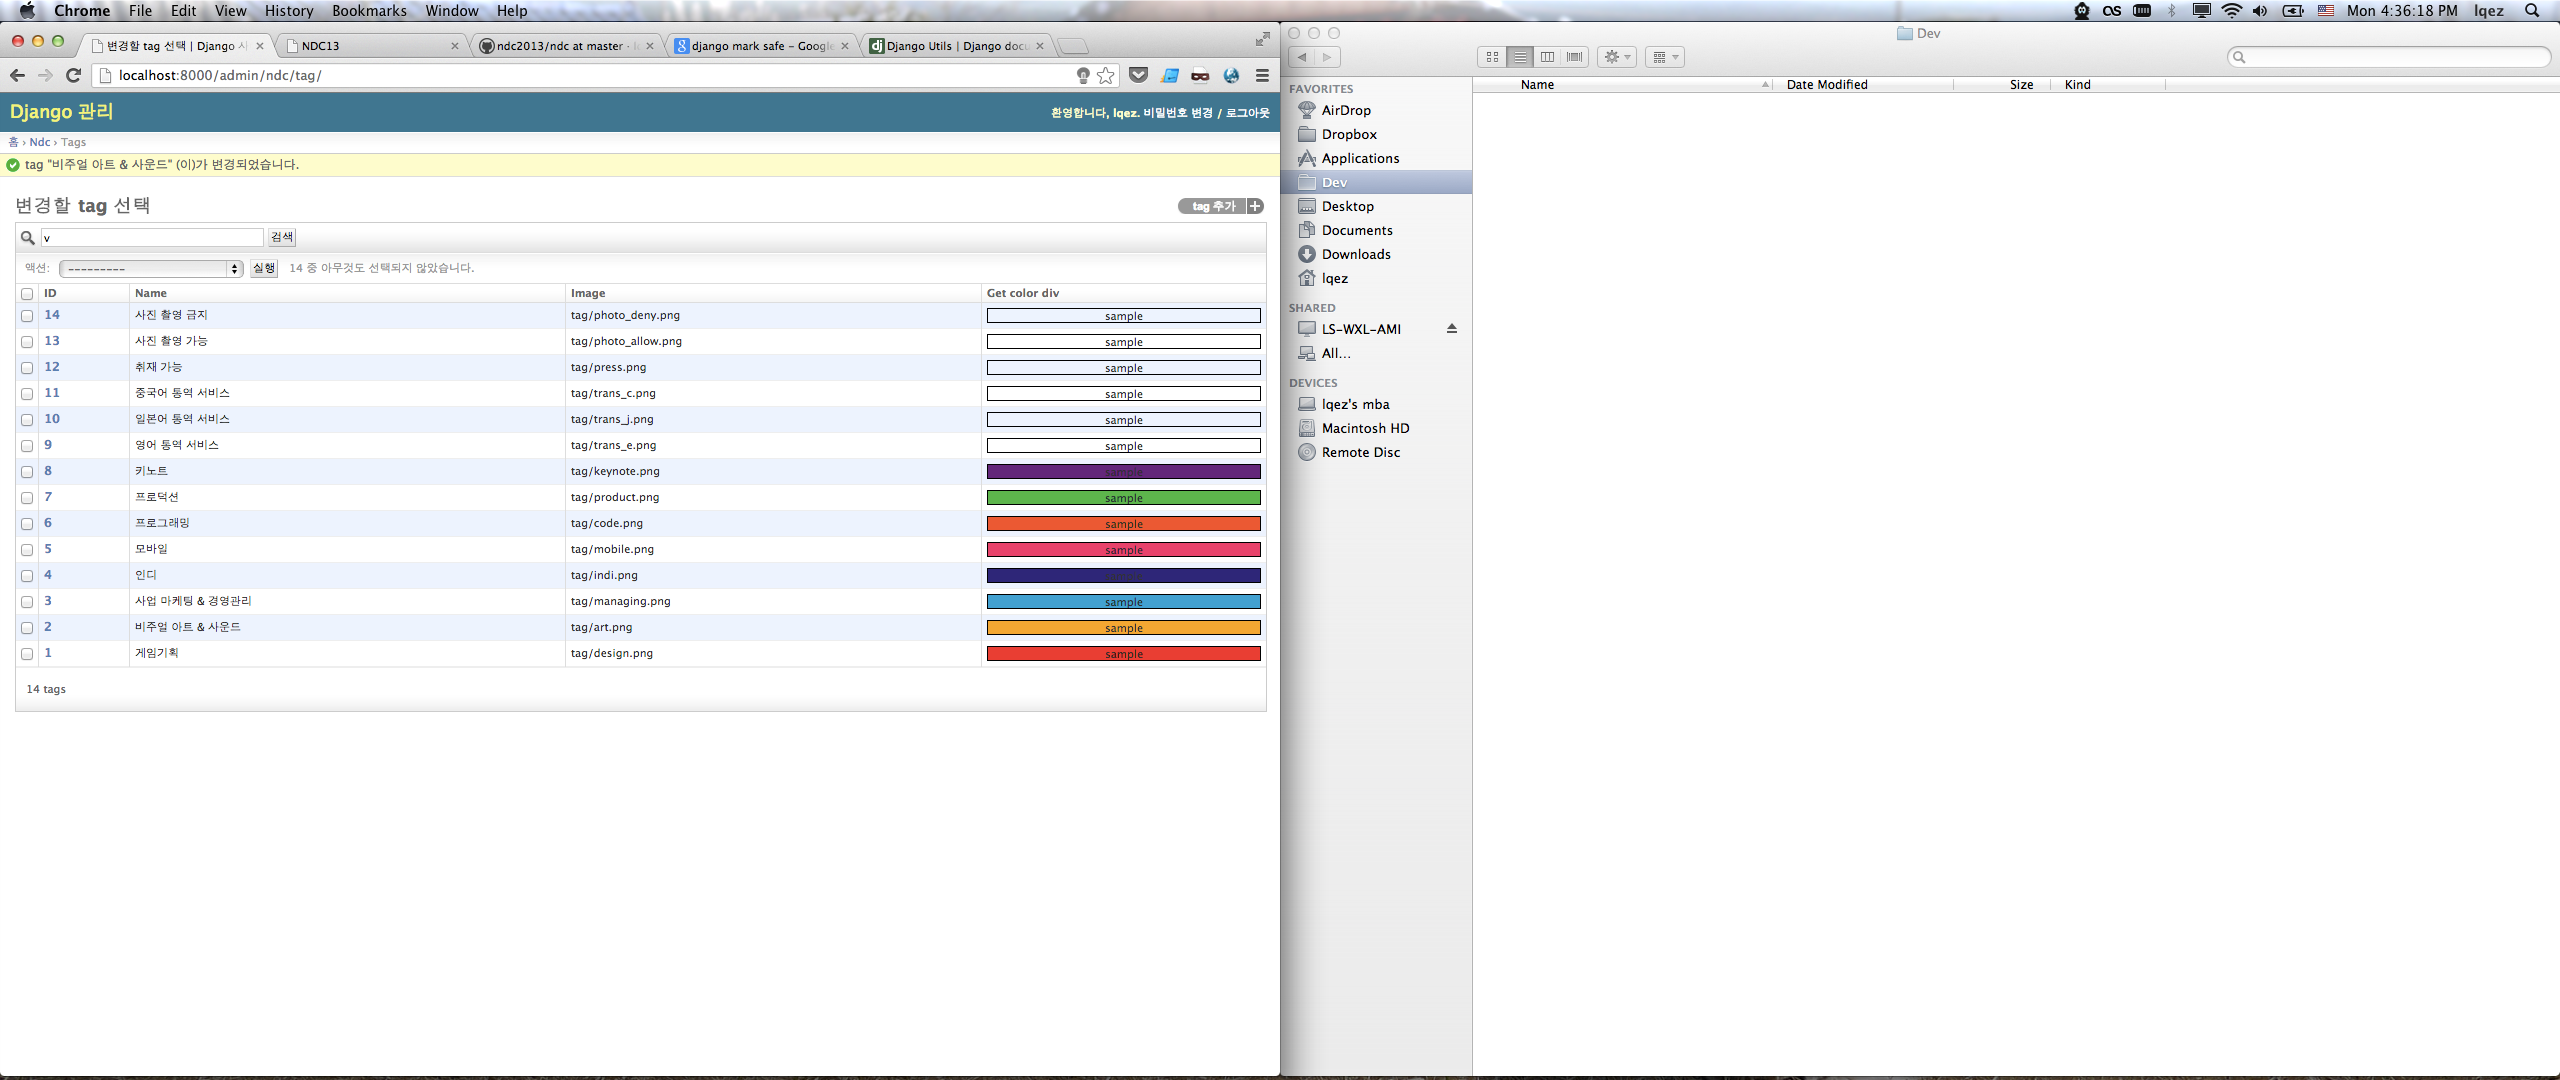 Chrome File Edit View History Bookmarks Window Help
Mon 4:36:18 PM lqez
변경할 tag 선택 | Django 사
NDC13
ndc2013/ndc at master · l
django mark safe – Google
Django Utils | Django docu
localhost:8000/admin/ndc/tag/
Django 관리
환영합니다, lqez. 비밀번호 변경 / 로그아웃
홈 › Ndc › Tags
tag "비주얼 아트 & 사운드" (이)가 변경되었습니다.
변경할 tag 선택
tag 추가 +
v 검색
액션: --------- 실행 14 중 아무것도 선택되지 않았습니다.
ID Name Image Get color div
14 사진 촬영 금지 tag/photo_deny.png sample
13 사진 촬영 가능 tag/photo_allow.png sample
12 취재 가능 tag/press.png sample
11 중국어 통역 서비스 tag/trans_c.png sample
10 일본어 통역 서비스 tag/trans_j.png sample
9 영어 통역 서비스 tag/trans_e.png sample
8 키노트 tag/keynote.png sample
7 프로덕션 tag/product.png sample
6 프로그래밍 tag/code.png sample
5 모바일 tag/mobile.png sample
4 인디 tag/indi.png
3 사업 마케팅 & 경영관리 tag/managing.png sample
2 비주얼 아트 & 사운드 tag/art.png sample
1 게임기획 tag/design.png sample
14 tags
Dev
Name Date Modified Size Kind
FAVORITES
AirDrop
Dropbox
Applications
Dev
Desktop
Documents
Downloads
lqez
SHARED
LS-WXL-AMI
All...
DEVICES
lqez's mba
Macintosh HD
Remote Disc